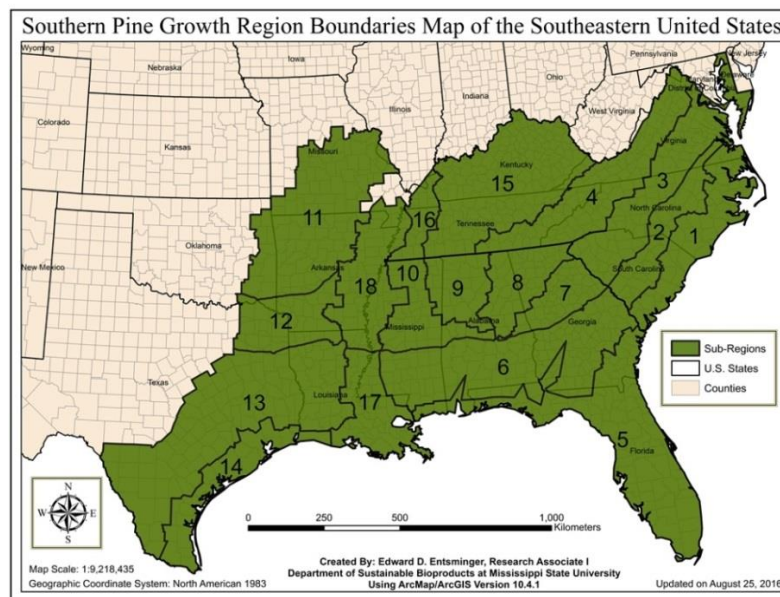 Southern Pine Growth Region Boundaries Map of the Southeastern United States
Wyoming
Nebraska
Iowa
Pennsylvania
New Jersey
Ohio
Illinois
Indiana
Delaware
West Virginia
Colorado
Kansas
Missouri
Kentucky
Virginia
15
4
3
11
16
Tennessee
North Carolina
2
1
Oklahoma
New Mexico
Arkansas
18
10
9
8
7
South Carolina
12
Mississippi
Alabama
Georgia
6
Texas
13
Louisiana
17
14
5
Florida
Sub-Regions
U.S. States
Counties
N
W
E
S
0
250
500
1,000
Kilometers
Created By: Edward D. Entsminger, Research Associate I
Department of Sustainable Bioproducts at Mississippi State University
Using ArcMap/ArcGIS Version 10.4.1
Map Scale: 1:9,218,435
Geographic Coordinate System: North American 1983
Updated on August 25, 2016